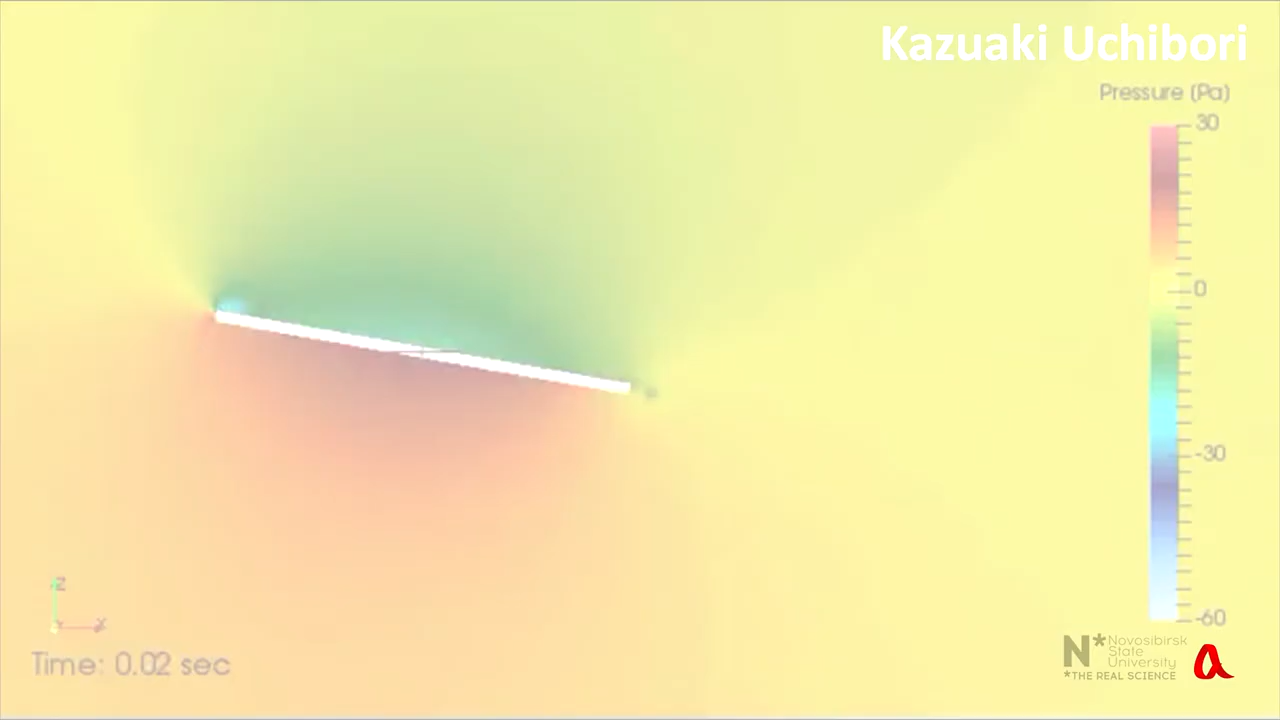 Kazuaki Uchibori
Pressure (Pa)
30
0
-30
-60
Z
X
Time: 0.02 sec
N* Novosibirsk
State
University
*THE REAL SCIENCE
a